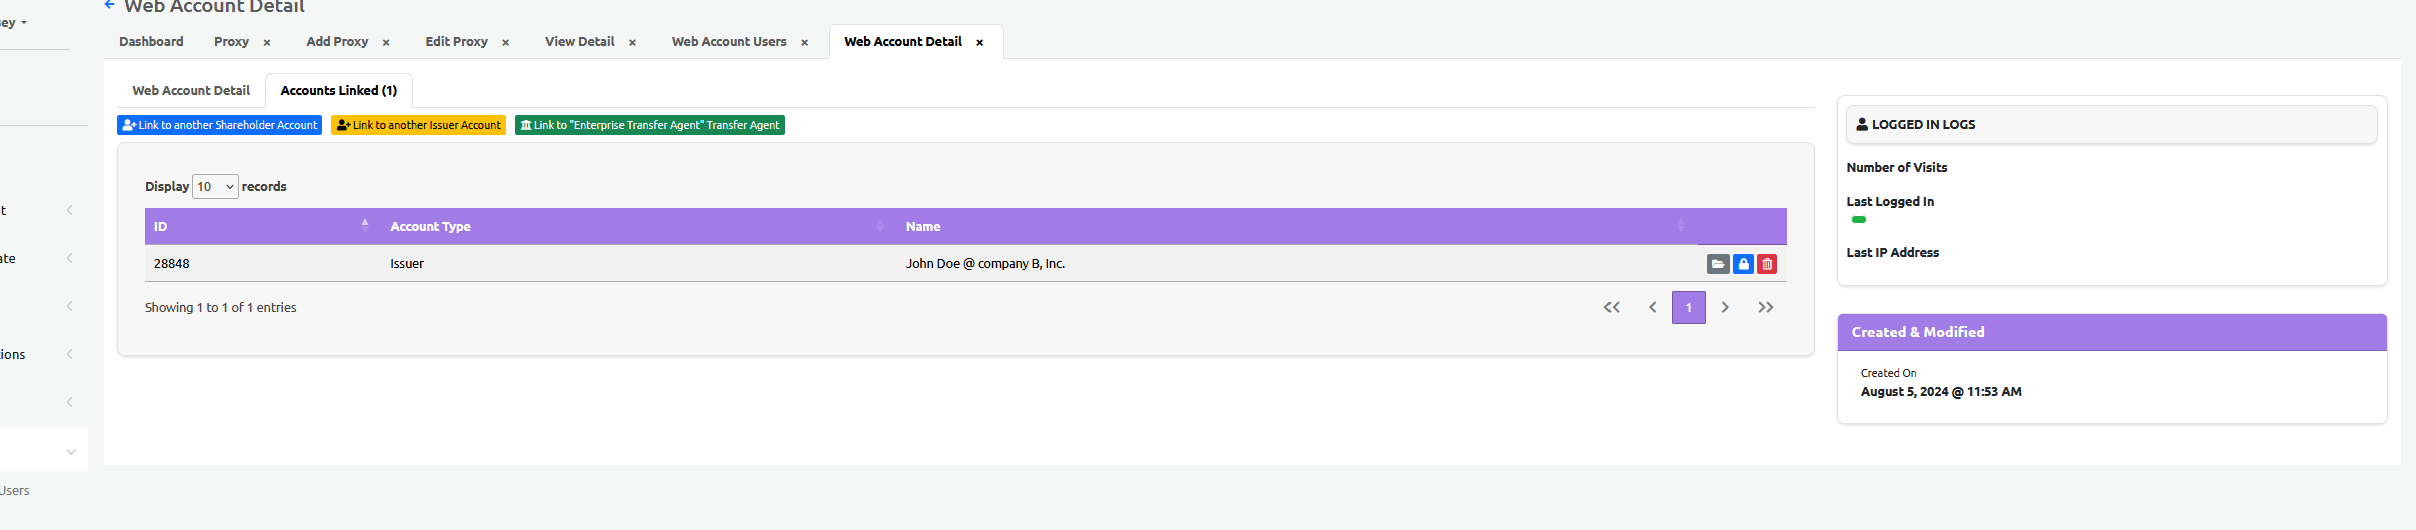 Web Account Detail
Dashboard Proxy × Add Proxy × Edit Proxy × View Detail × Web Account Users × Web Account Detail ×
Web Account Detail Accounts Linked (1)
Link to another Shareholder Account Link to another Issuer Account Link to "Enterprise Transfer Agent" Transfer Agent
Display 10 records
ID Account Type Name
28848 Issuer John Doe @ company B, Inc.
Showing 1 to 1 of 1 entries
1
LOGGED IN LOGS
Number of Visits
Last Logged In
Last IP Address
Created & Modified
Created On
August 5, 2024 @ 11:53 AM
Users